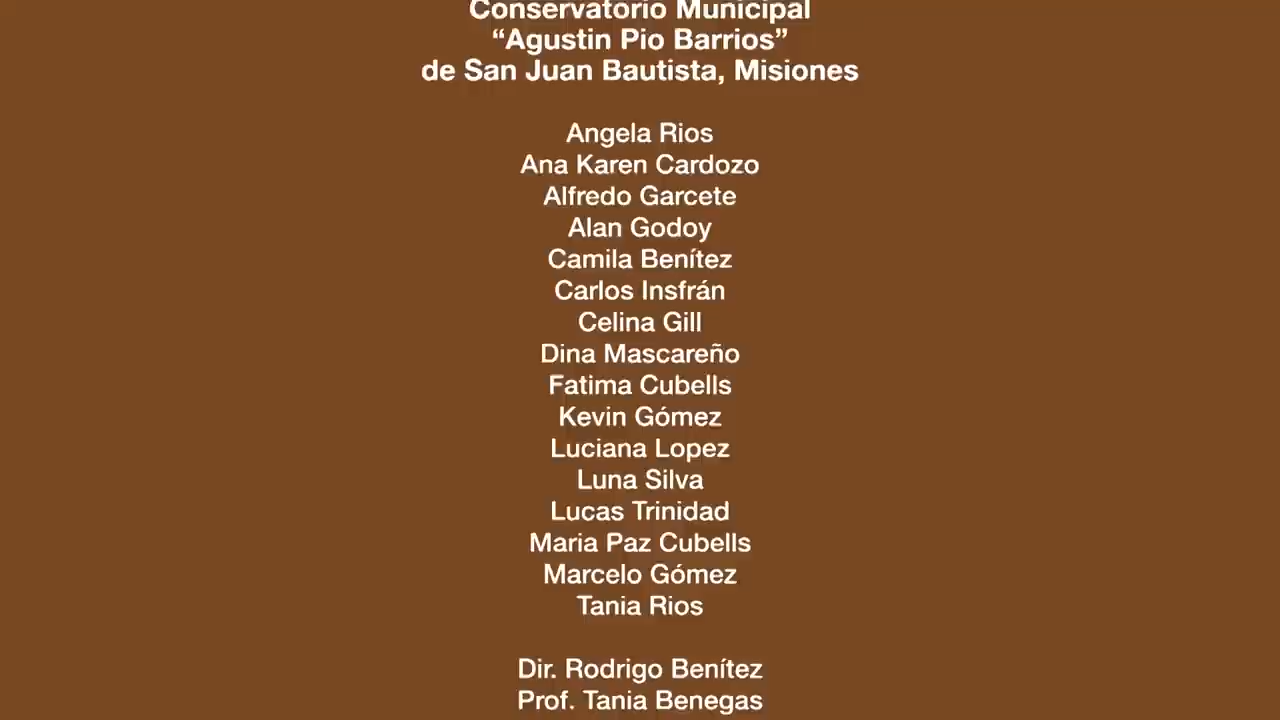 Conservatorio Municipal
“Agustin Pio Barrios”
de San Juan Bautista, Misiones
Angela Rios
Ana Karen Cardozo
Alfredo Garcete
Alan Godoy
Camila Benítez
Carlos Insfrán
Celina Gill
Dina Mascareño
Fatima Cubells
Kevin Gómez
Luciana Lopez
Luna Silva
Lucas Trinidad
Maria Paz Cubells
Marcelo Gómez
Tania Rios
Dir. Rodrigo Benítez
Prof. Tania Benegas